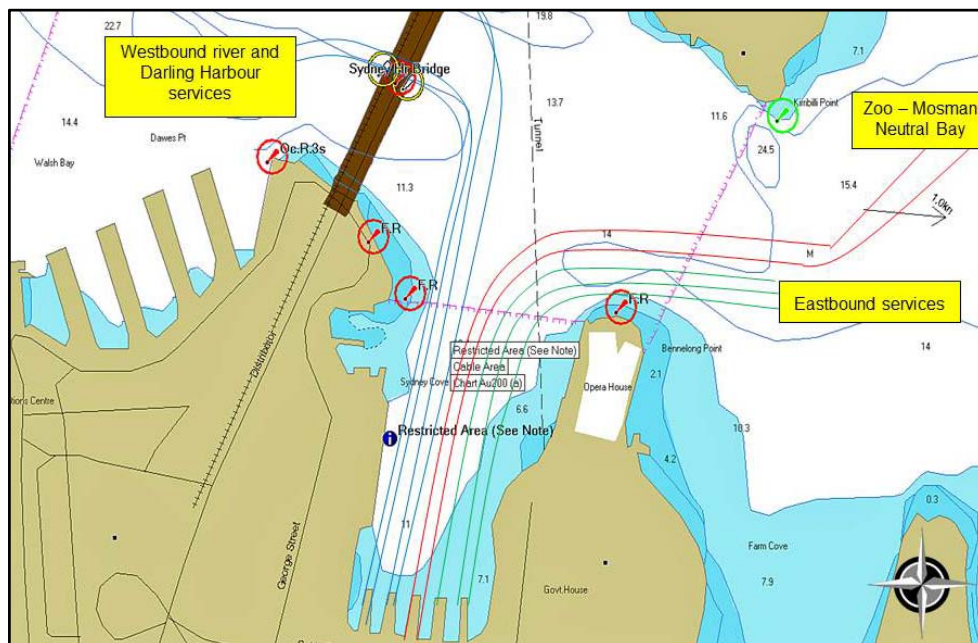 22.7
19.8
Westbound river and
Darling Harbour
services
Sydney Hr Bridge
7.1
13.7
Kirribilli Point
11.6
Zoo – Mosman
Neutral Bay
14.4
Dawes Pt
Tunnel
Oc.R.3s
24.5
Walsh Bay
11.3
15.4
1.0kn
F.R
14
M
F.R
F.R
Eastbound services
Distributor
Bennelong Point
14
Restricted Area (See Note)
Cable Area
Chart Au200 (a)
Sydney Cove
2.1
Opera House
6.6
Restricted Area (See Note)
10.3
4.2
0.3
11
George Street
Farm Cove
7.1
Govt.House
7.9